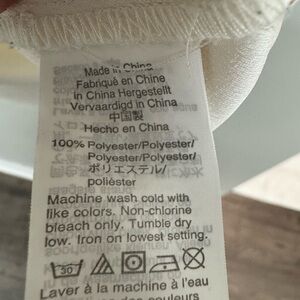 Made in China
Fabriqué en Chine
in China Hergestellt
Vervaardigd in China
中国製
Hecho en China
100% Polyester/Polyester/
Polyester/Polyester/
ポリエステル/
poliéster
Machine wash cold with
like colors. Non-chlorine
bleach only. Tumble dry
low. Iron on lowest setting.
30
Laver à la machine à l'eau
couleurs